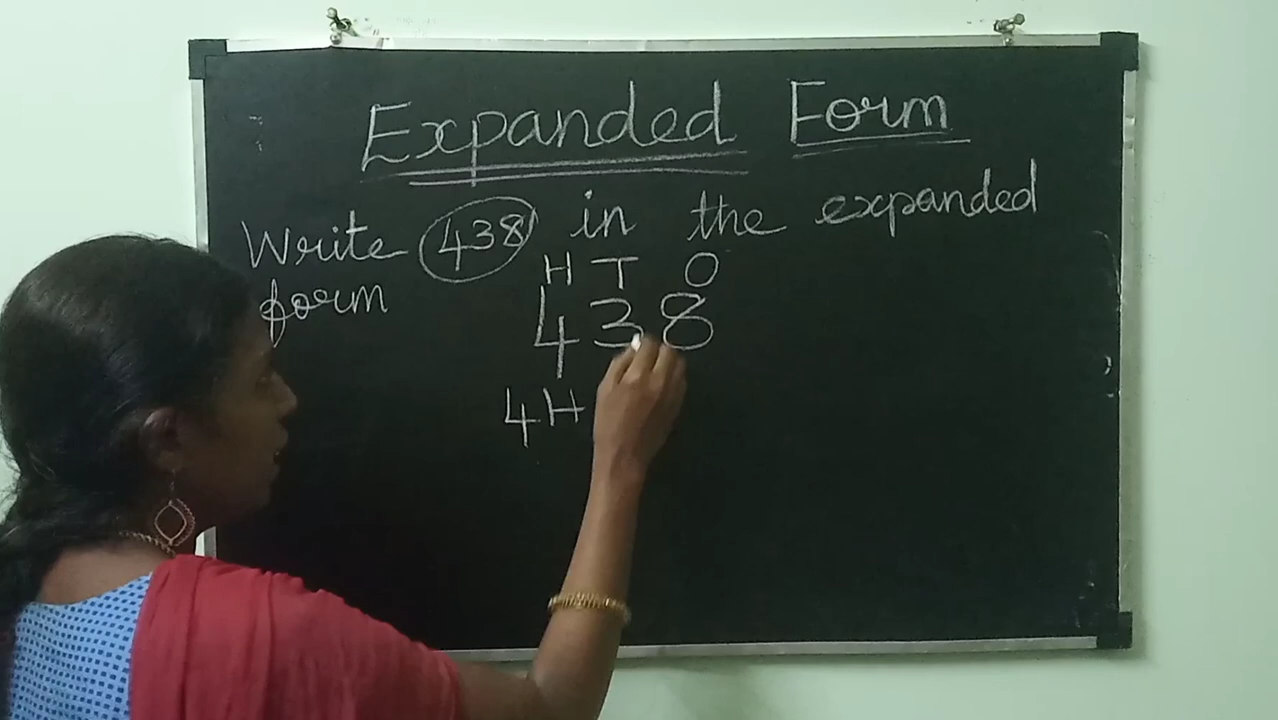 Expanded Form
Write 438 in the expanded
form
H T O
4 3 8
4H